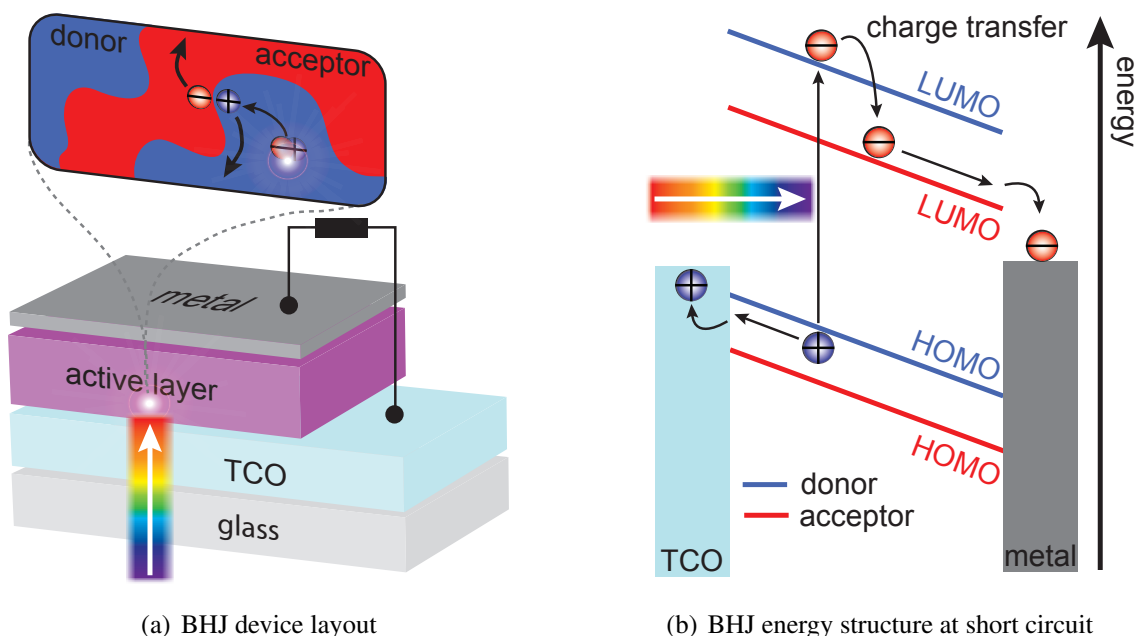 donor
acceptor
metal
active layer
TCO
glass
(a) BHJ device layout
charge transfer
energy
LUMO
LUMO
HOMO
HOMO
donor
acceptor
TCO
metal
(b) BHJ energy structure at short circuit